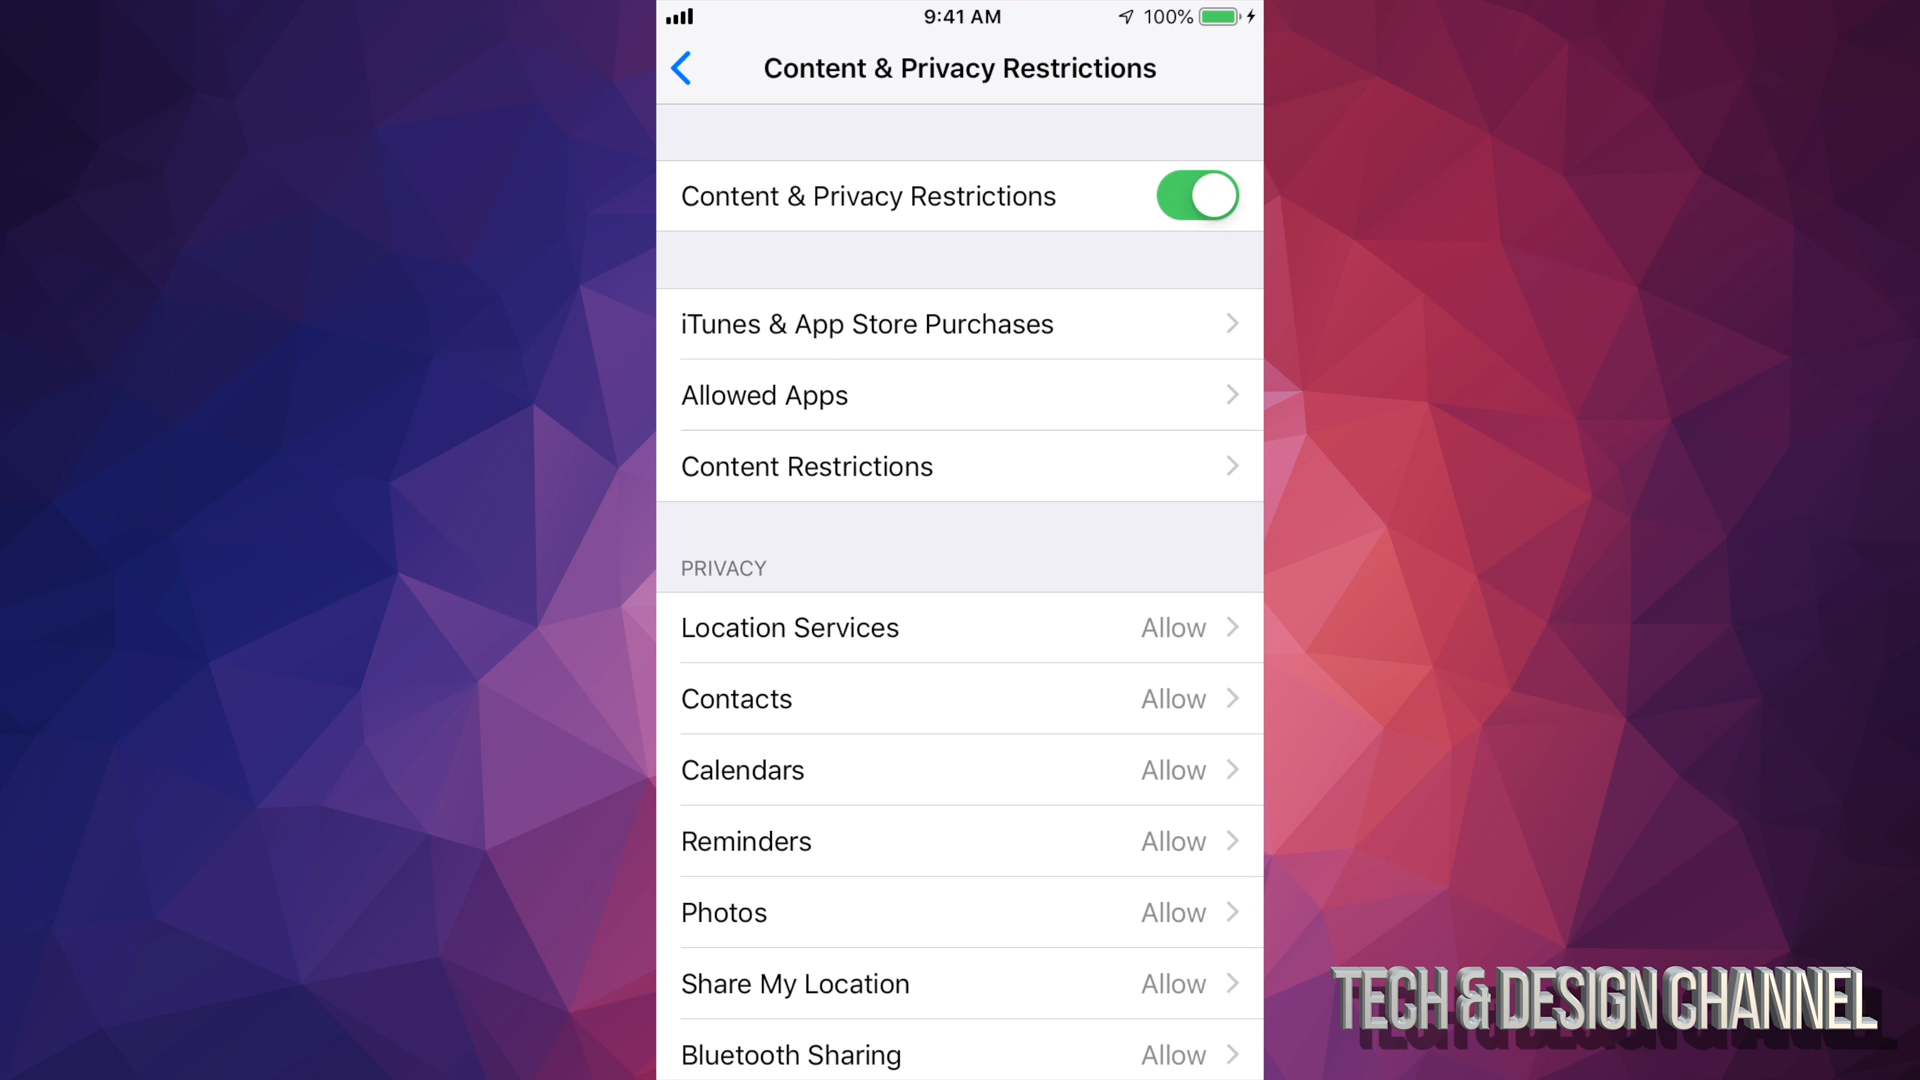 9:41 AM
100%
Content & Privacy Restrictions
Content & Privacy Restrictions
iTunes & App Store Purchases
Allowed Apps
Content Restrictions
PRIVACY
Location Services Allow
Contacts Allow
Calendars Allow
Reminders Allow
Photos Allow
Share My Location Allow
Bluetooth Sharing Allow
TECH & DESIGN CHANNEL